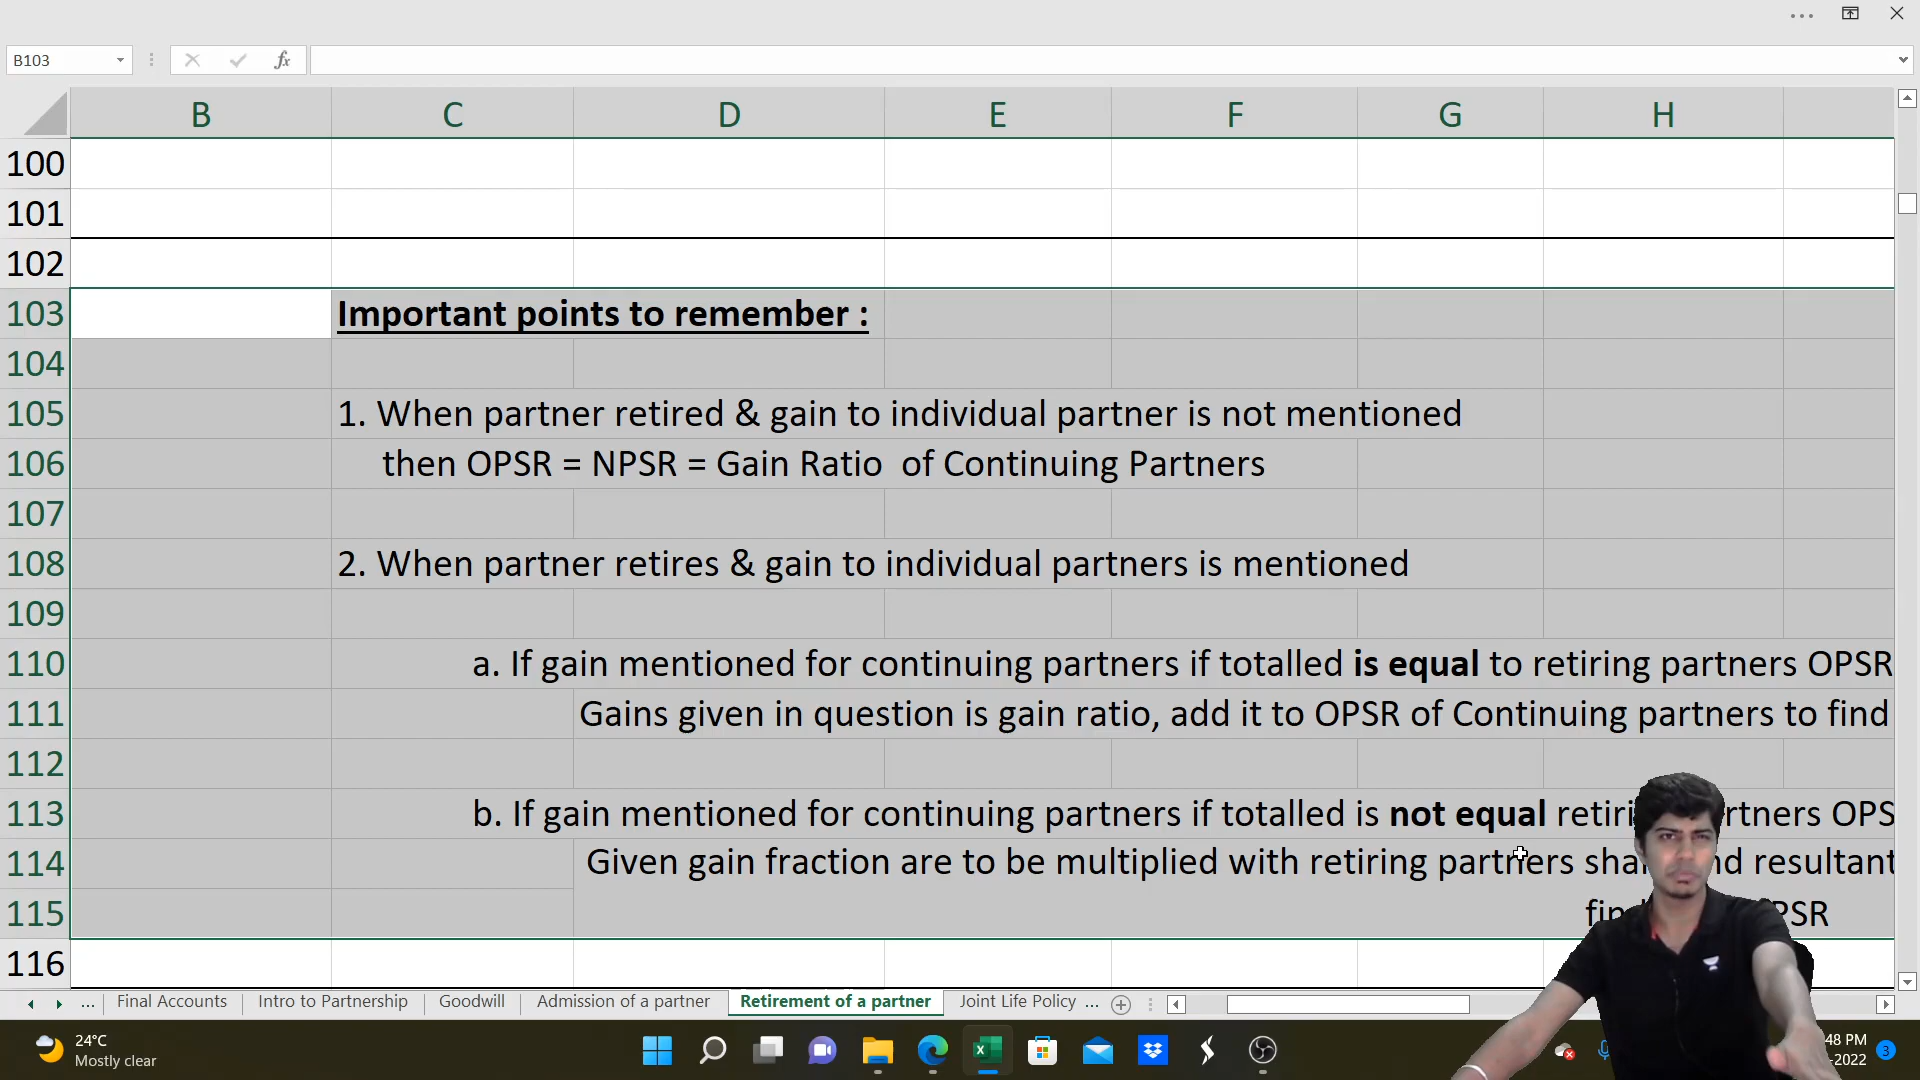 B103
fx
B C D E F G H
100
101
102
103 Important points to remember :
104
105 1. When partner retired & gain to individual partner is not mentioned
106 then OPSR = NPSR = Gain Ratio of Continuing Partners
107
108 2. When partner retires & gain to individual partners is mentioned
109
110 a. If gain mentioned for continuing partners if totalled is equal to retiring partners OPSR
111 Gains given in question is gain ratio, add it to OPSR of Continuing partners to find
112
113 b. If gain mentioned for continuing partners if totalled is not equal
114 Given gain fraction are to be multiplied with retiring partners resultant
115
116
... Final Accounts Intro to Partnership Goodwill Admission of a partner Retirement of a partner Joint Life Policy ...
24°C
Mostly clear
48 PM
-2022
3